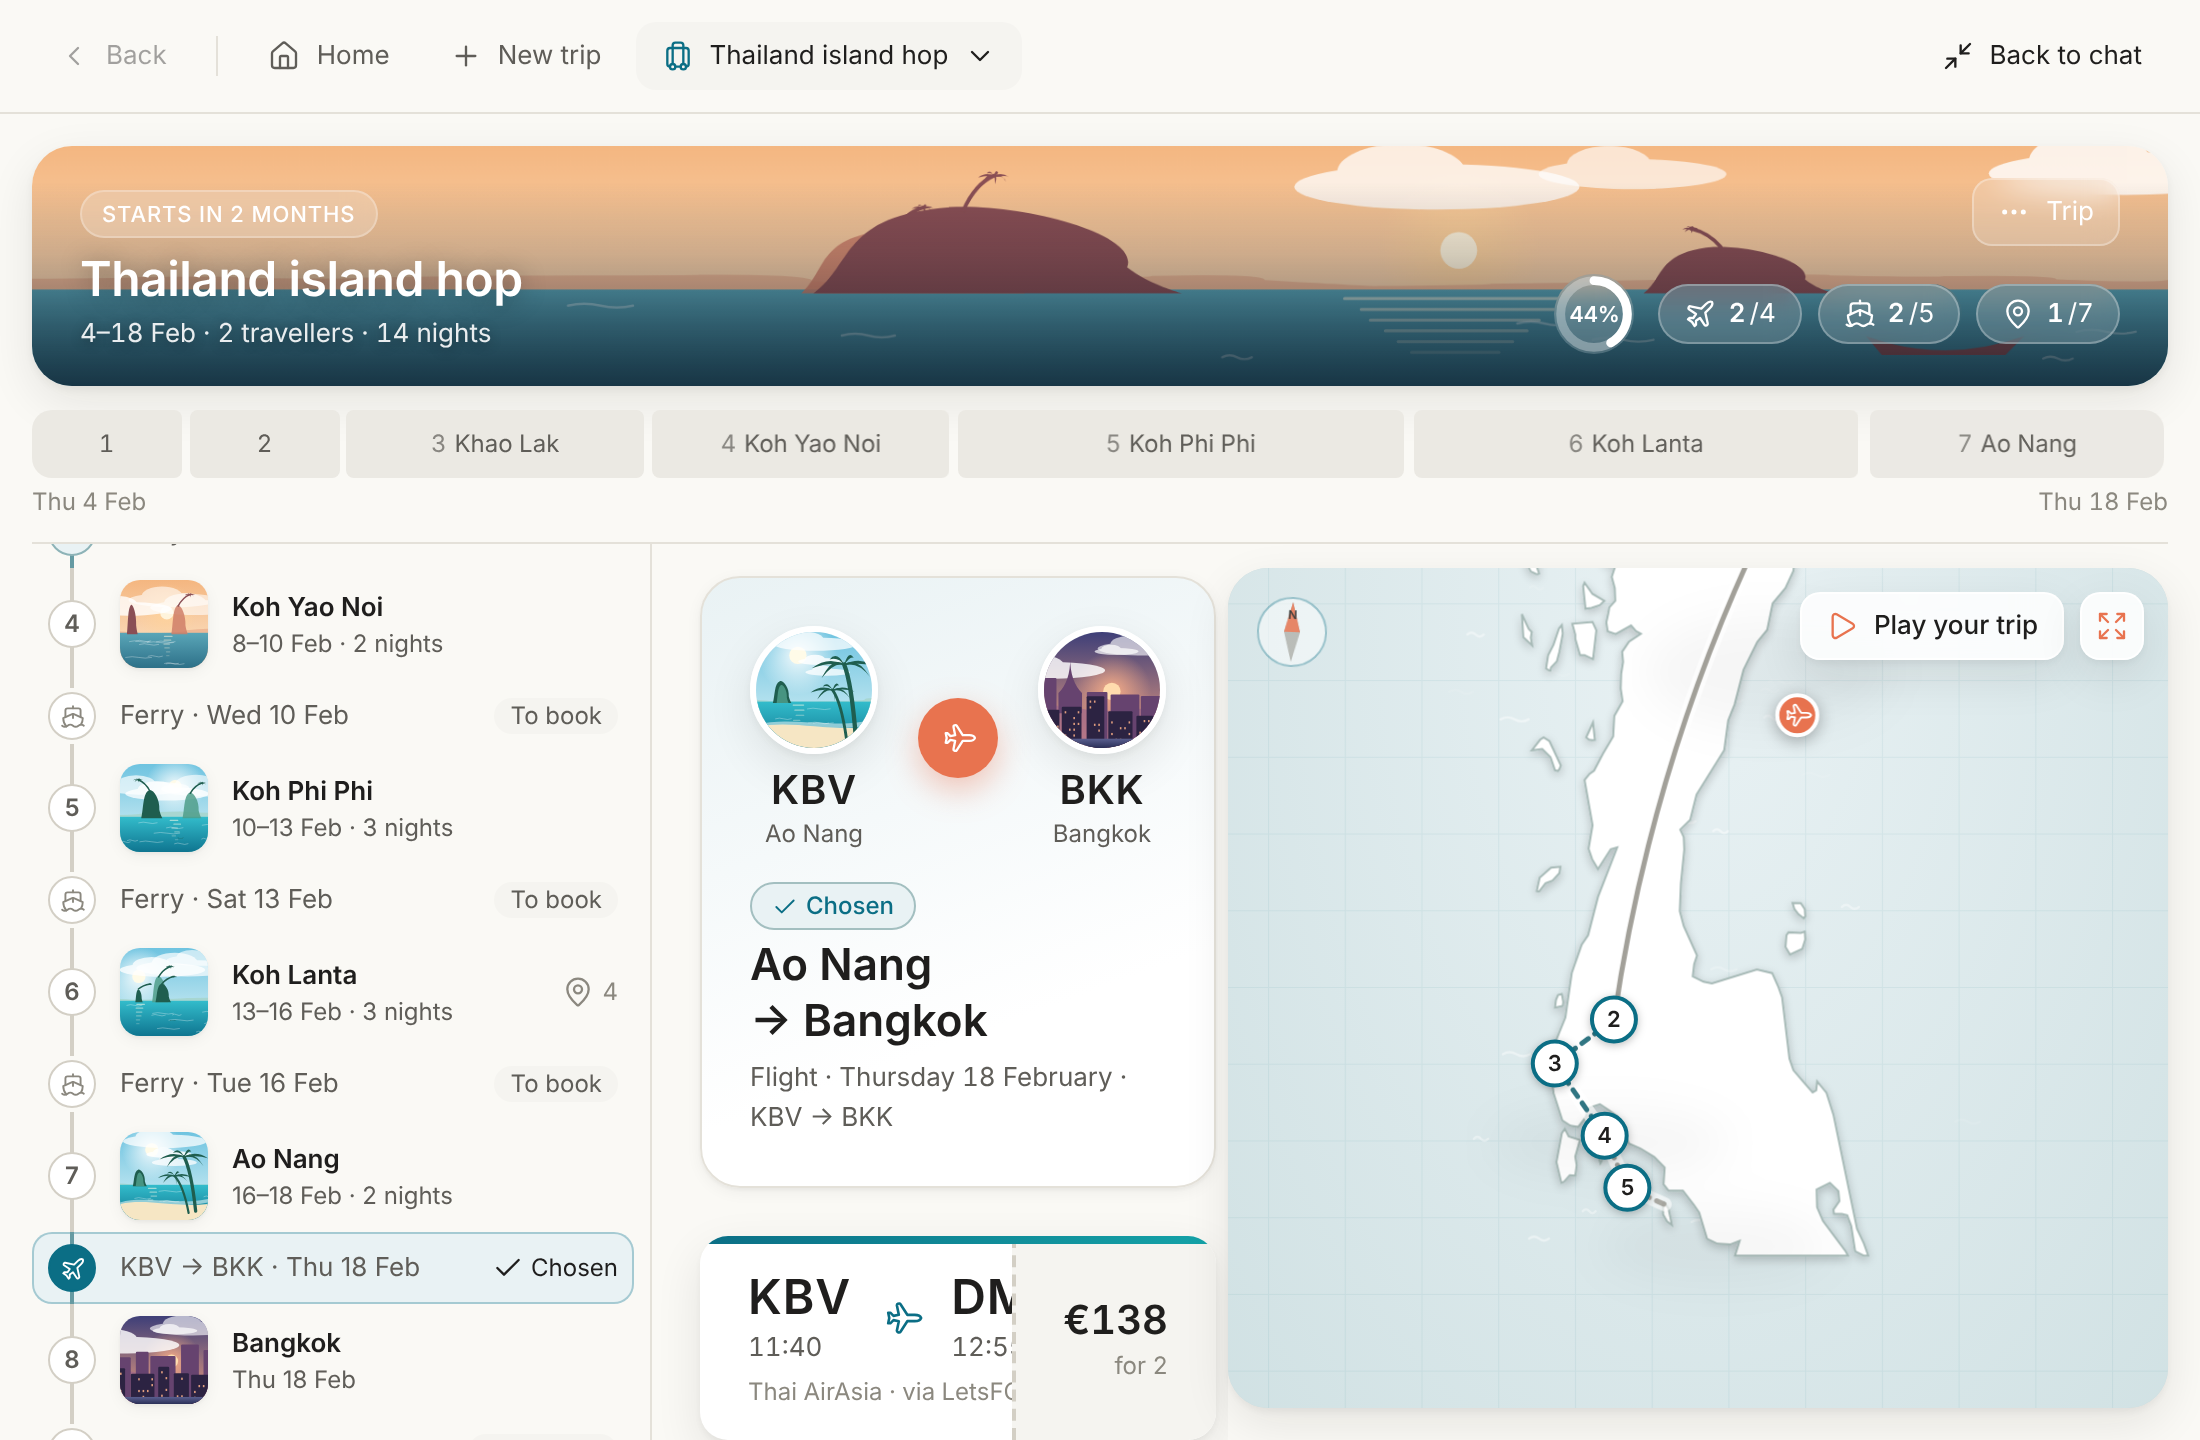 Back
Home
New trip
Thailand island hop
Back to chat
STARTS IN 2 MONTHS
Thailand island hop
4–18 Feb · 2 travellers · 14 nights
Trip
44%
2/4
2/5
1/7
1
2
3 Khao Lak
4 Koh Yao Noi
5 Koh Phi Phi
6 Koh Lanta
7 Ao Nang
Thu 4 Feb
Thu 18 Feb
4
Koh Yao Noi
8–10 Feb · 2 nights
Ferry · Wed 10 Feb
To book
5
Koh Phi Phi
10–13 Feb · 3 nights
Ferry · Sat 13 Feb
To book
6
Koh Lanta
13–16 Feb · 3 nights
4
Ferry · Tue 16 Feb
To book
7
Ao Nang
16–18 Feb · 2 nights
KBV → BKK · Thu 18 Feb
Chosen
8
Bangkok
Thu 18 Feb
KBV
Ao Nang
BKK
Bangkok
Chosen
Ao Nang
→ Bangkok
Flight · Thursday 18 February ·
KBV → BKK
KBV
11:40
Thai AirAsia · via
€138
for 2
N
Play your trip
2
3
4
5